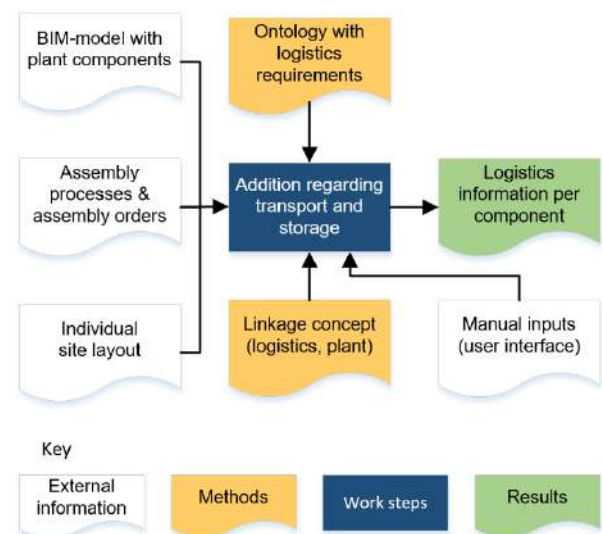 BIM-model with
plant components
Ontology with
logistics
requirements
Assembly
processes &
assembly orders
Addition regarding
transport and
storage
Logistics
information per
component
Individual
site layout
Linkage concept
(logistics, plant)
Manual inputs
(user interface)
Key
External
information
Methods
Work steps
Results